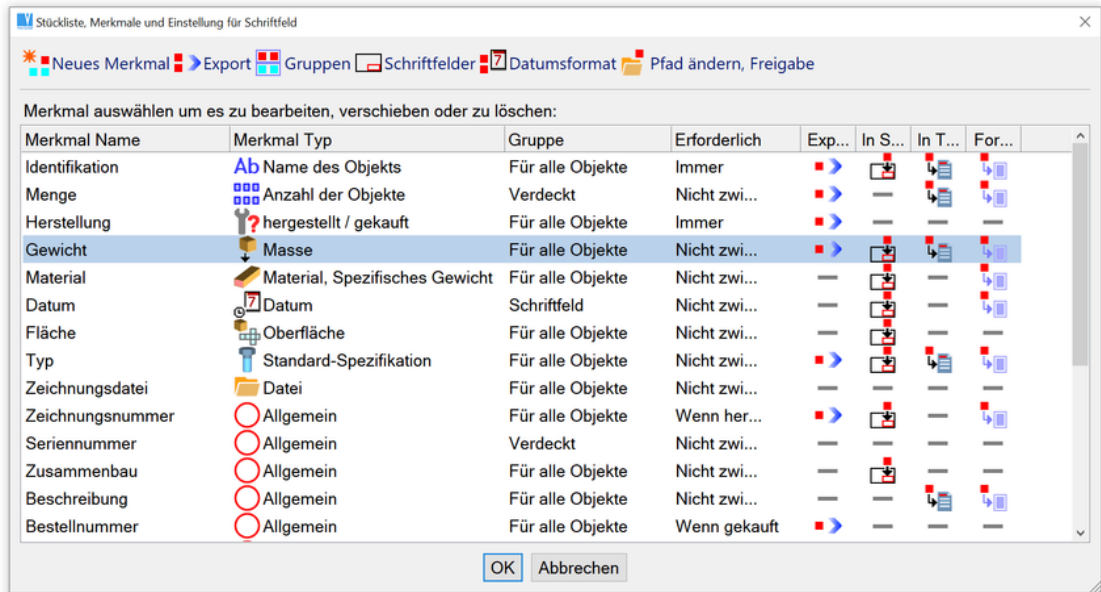 Stückliste, Merkmale und Einstellung für Schriftfeld
Neues Merkmal Export Gruppen Schriftfelder 7 Datumsformat Pfad ändern, Freigabe
Merkmal auswählen um es zu bearbeiten, verschieben oder zu löschen:
Merkmal Name Merkmal Typ Gruppe Erforderlich Exp... In S... In T... For...
Identifikation Ab Name des Objekts Für alle Objekte Immer
Menge Anzahl der Objekte Verdeckt Nicht zwi...
Herstellung ? hergestellt / gekauft Für alle Objekte Immer
Gewicht Masse Für alle Objekte Nicht zwi...
Material Material, Spezifisches Gewicht Für alle Objekte Nicht zwi...
Datum 7 Datum Schriftfeld Nicht zwi...
Fläche Oberfläche Für alle Objekte Nicht zwi...
Typ Standard-Spezifikation Für alle Objekte Nicht zwi...
Zeichnungsdatei Datei Für alle Objekte Nicht zwi...
Zeichnungsnummer Allgemein Für alle Objekte Wenn her...
Seriennummer Allgemein Verdeckt Nicht zwi...
Zusammenbau Allgemein Für alle Objekte Nicht zwi...
Beschreibung Allgemein Für alle Objekte Nicht zwi...
Bestellnummer Allgemein Für alle Objekte Wenn gekauft
OK Abbrechen